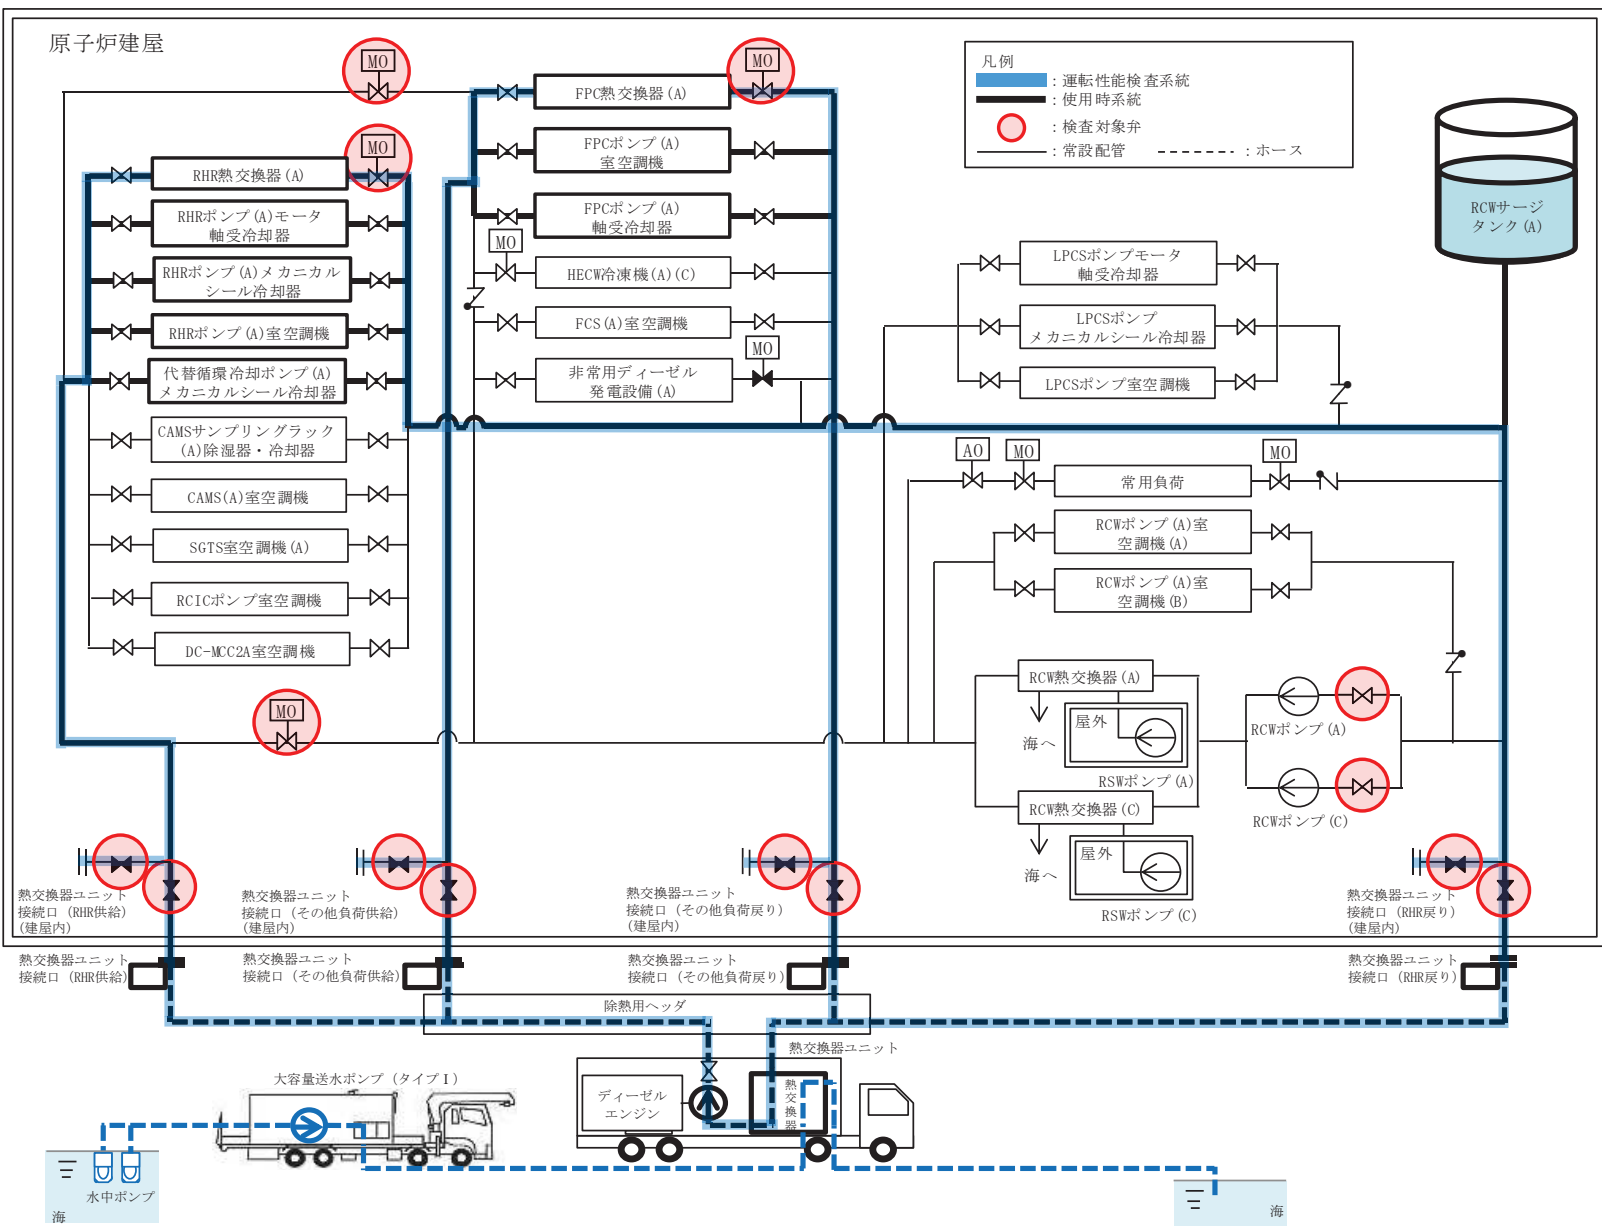 原子炉建屋
MO
MO
凡例
：運転性能検査系統
：使用時系統
：検査対象弁
：常設配管
：ホース
FPC熱交換器(A)
FPCポンプ(A)
室空調機
FPCポンプ(A)
軸受冷却器
MO
HECW冷凍機(A)(C)
FCS(A)室空調機
MO
非常用ディーゼル
発電設備(A)
MO
RHR熱交換器(A)
RHRポンプ(A)モータ
軸受冷却器
RHRポンプ(A)メカニカル
シール冷却器
RHRポンプ(A)室空調機
代替循環冷却ポンプ(A)
メカニカルシール冷却器
CAMSサンプリングラック
(A)除湿器・冷却器
CAMS(A)室空調機
SGTS室空調機(A)
RCICポンプ室空調機
DC-MCC2A室空調機
MO
RCWサージ
タンク(A)
LPCSポンプモータ
軸受冷却器
LPCSポンプ
メカニカルシール冷却器
LPCSポンプ室空調機
AO
MO
MO
常用負荷
RCWポンプ(A)室
空調機(A)
RCWポンプ(A)室
空調機(B)
RCW熱交換器(A)
海へ
屋外
RSWポンプ(A)
RCWポンプ(A)
RCW熱交換器(C)
海へ
屋外
RSWポンプ(C)
RCWポンプ(C)
熱交換器ユニット
接続口（RHR供給）
（建屋内）
熱交換器ユニット
接続口（その他負荷供給）
（建屋内）
熱交換器ユニット
接続口（その他負荷戻り）
（建屋内）
熱交換器ユニット
接続口（RHR戻り）
（建屋内）
熱交換器ユニット
接続口（RHR供給）
熱交換器ユニット
接続口（その他負荷供給）
熱交換器ユニット
接続口（その他負荷戻り）
熱交換器ユニット
接続口（RHR戻り）
除熱用ヘッダ
熱交換器ユニット
大容量送水ポンプ（タイプⅠ）
ディーゼル
エンジン
熱交換器
水中ポンプ
海
海